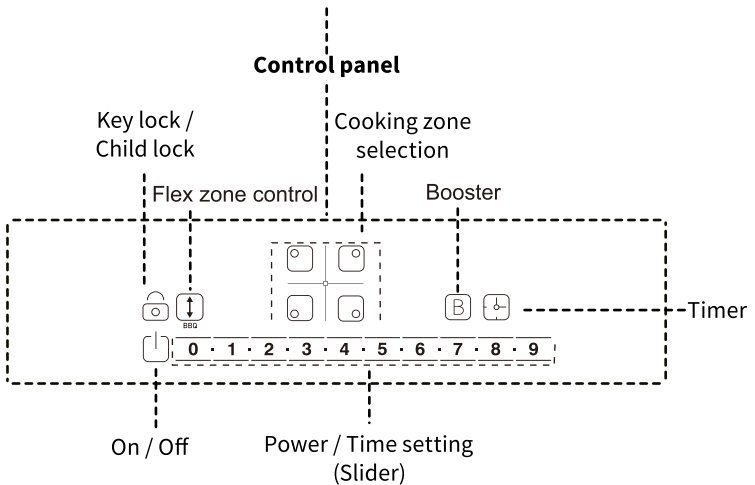 Control panel
Key lock /
Child lock
Cooking zone
selection
Flex zone control
Booster
B
BBQ
Timer
0 · 1 · 2 · 3 · 4 · 5 · 6 · 7 · 8 · 9
On / Off
Power / Time setting
(Slider)